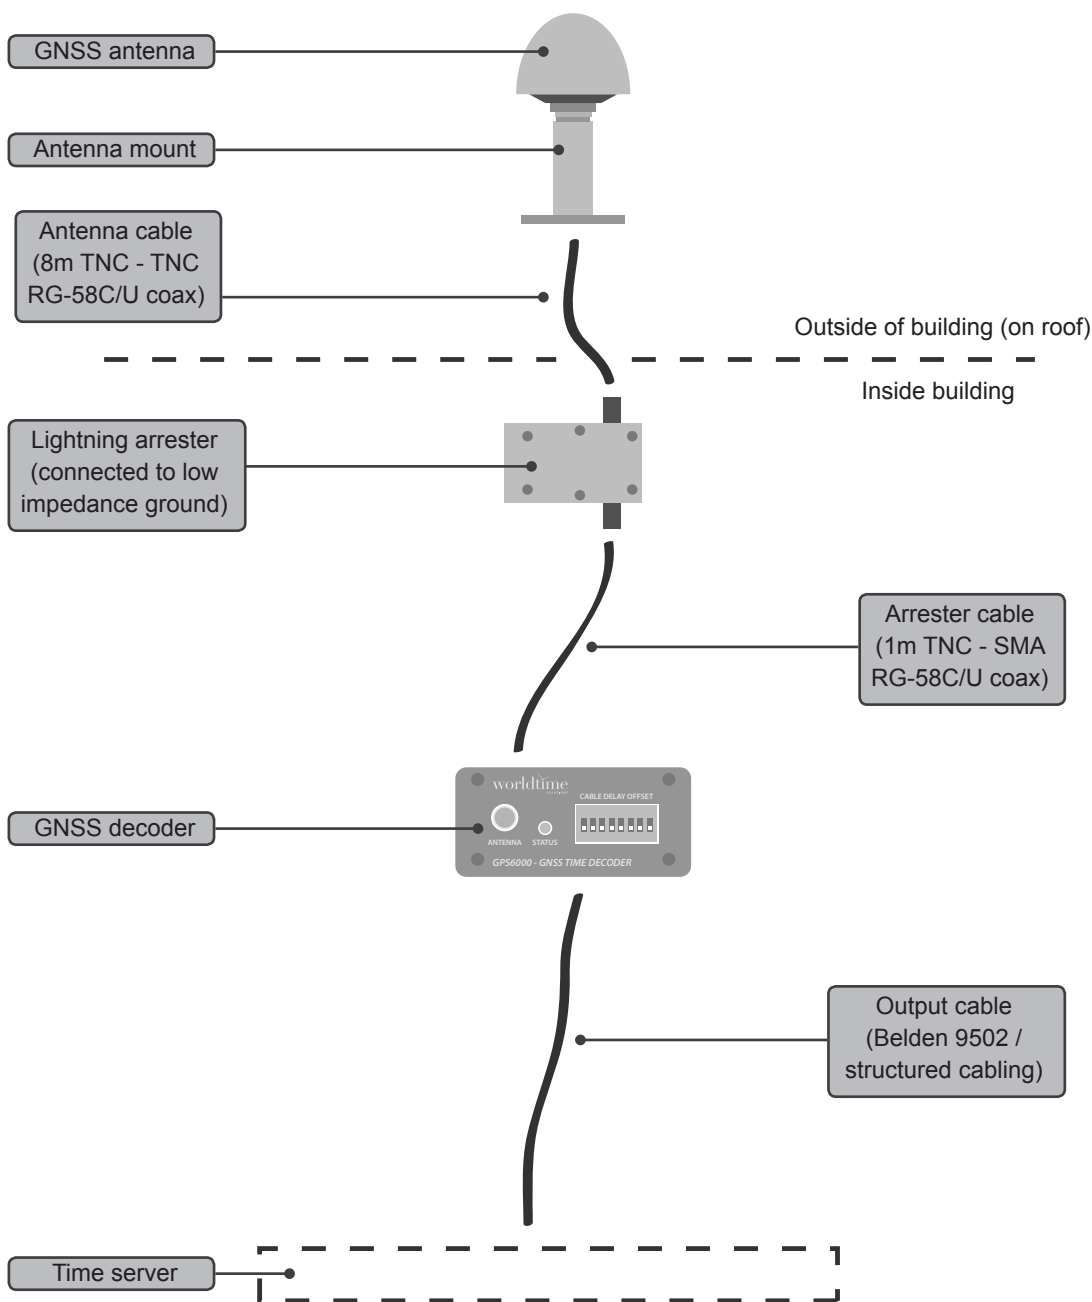 GNSS antenna
Antenna mount
Antenna cable
(8m TNC - TNC
RG-58C/U coax)
Outside of building (on roof)
Inside building
Lightning arrester
(connected to low
impedance ground)
Arrester cable
(1m TNC - SMA
RG-58C/U coax)
worldtime
SOLUTIONS
CABLE DELAY OFFSET
ANTENNA
STATUS
GPS6000 - GNSS TIME DECODER
GNSS decoder
Output cable
(Belden 9502 /
structured cabling)
Time server